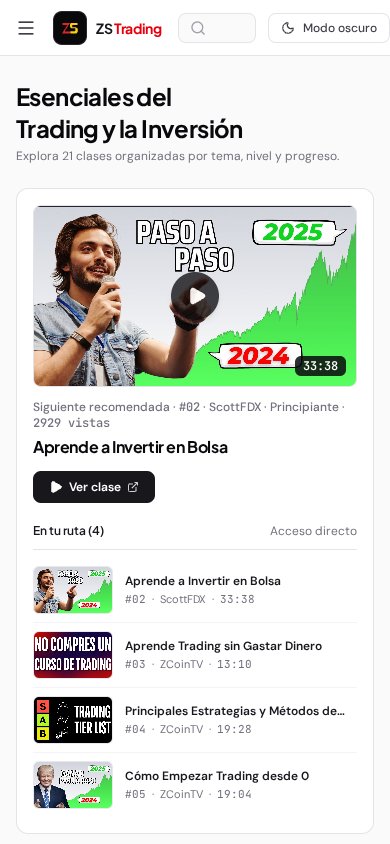 ZS
ZSTrading
Modo oscuro
Esenciales del
Trading y la Inversión
Explora 21 clases organizadas por tema, nivel y progreso.
PASO A
PASO
2025
2024
33:38
Siguiente recomendada · #02 · ScottFDX · Principiante ·
2929 vistas
Aprende a Invertir en Bolsa
Ver clase
En tu ruta (4)
Acceso directo
2025
2024
Aprende a Invertir en Bolsa
#02 · ScottFDX · 33:38
NO COMPRES UN
CURSO DE TRADING
Aprende Trading sin Gastar Dinero
#03 · ZCoinTV · 13:10
S
A
B
TRADING
TIER LIST
Principales Estrategias y Métodos de...
#04 · ZCoinTV · 19:28
2024
Cómo Empezar Trading desde 0
#05 · ZCoinTV · 19:04